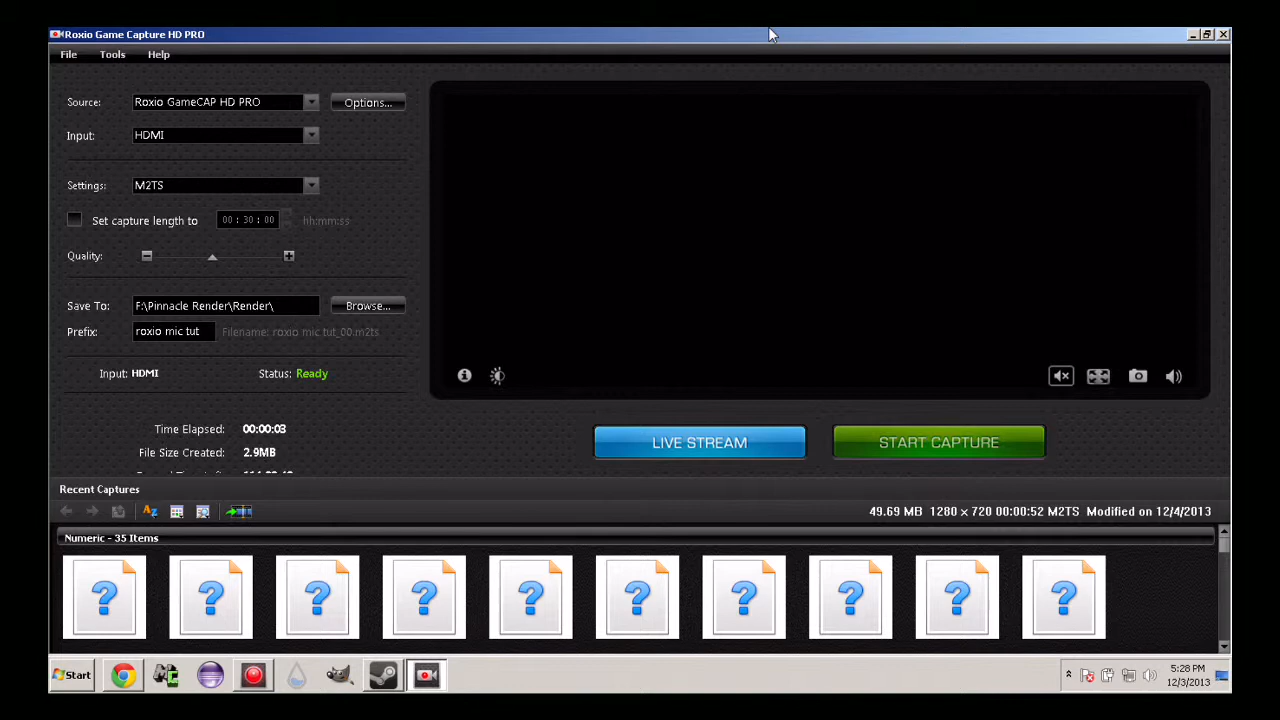 Roxio Game Capture HD PRO
File Tools Help
Source: Roxio GameCAP HD PRO Options...
Input: HDMI
Settings: M2TS
Set capture length to 00 : 30 : 00 hh:mm:ss
Quality:
Save To: F:\Pinnacle Render\Render\ Browse...
Prefix: roxio mic tut Filename: roxio mic tut_00.m2ts
Input: HDMI Status: Ready
Time Elapsed: 00:00:03
File Size Created: 2.9MB
LIVE STREAM START CAPTURE
Recent Captures
49.69 MB 1280 x 720 00:00:52 M2TS Modified on 12/4/2013
Numeric - 35 Items
Start
5:28 PM
12/3/2013